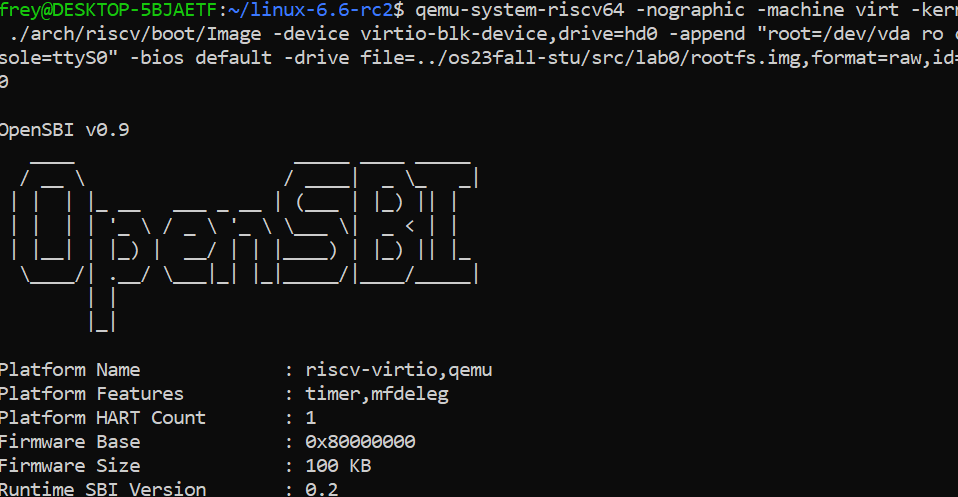 frey@DESKTOP-5BJAETF:~/linux-6.6-rc2$ qemu-system-riscv64 -nographic -machine virt -kern
./arch/riscv/boot/Image -device virtio-blk-device,drive=hd0 -append "root=/dev/vda ro c
sole=ttyS0" -bios default -drive file=../os23fall-stu/src/lab0/rootfs.img,format=raw,id=
0
OpenSBI v0.9
OpenSBI
Platform Name : riscv-virtio,qemu
Platform Features : timer,mfdeleg
Platform HART Count : 1
Firmware Base : 0x80000000
Firmware Size : 100 KB
Runtime SBI Version : 0.2